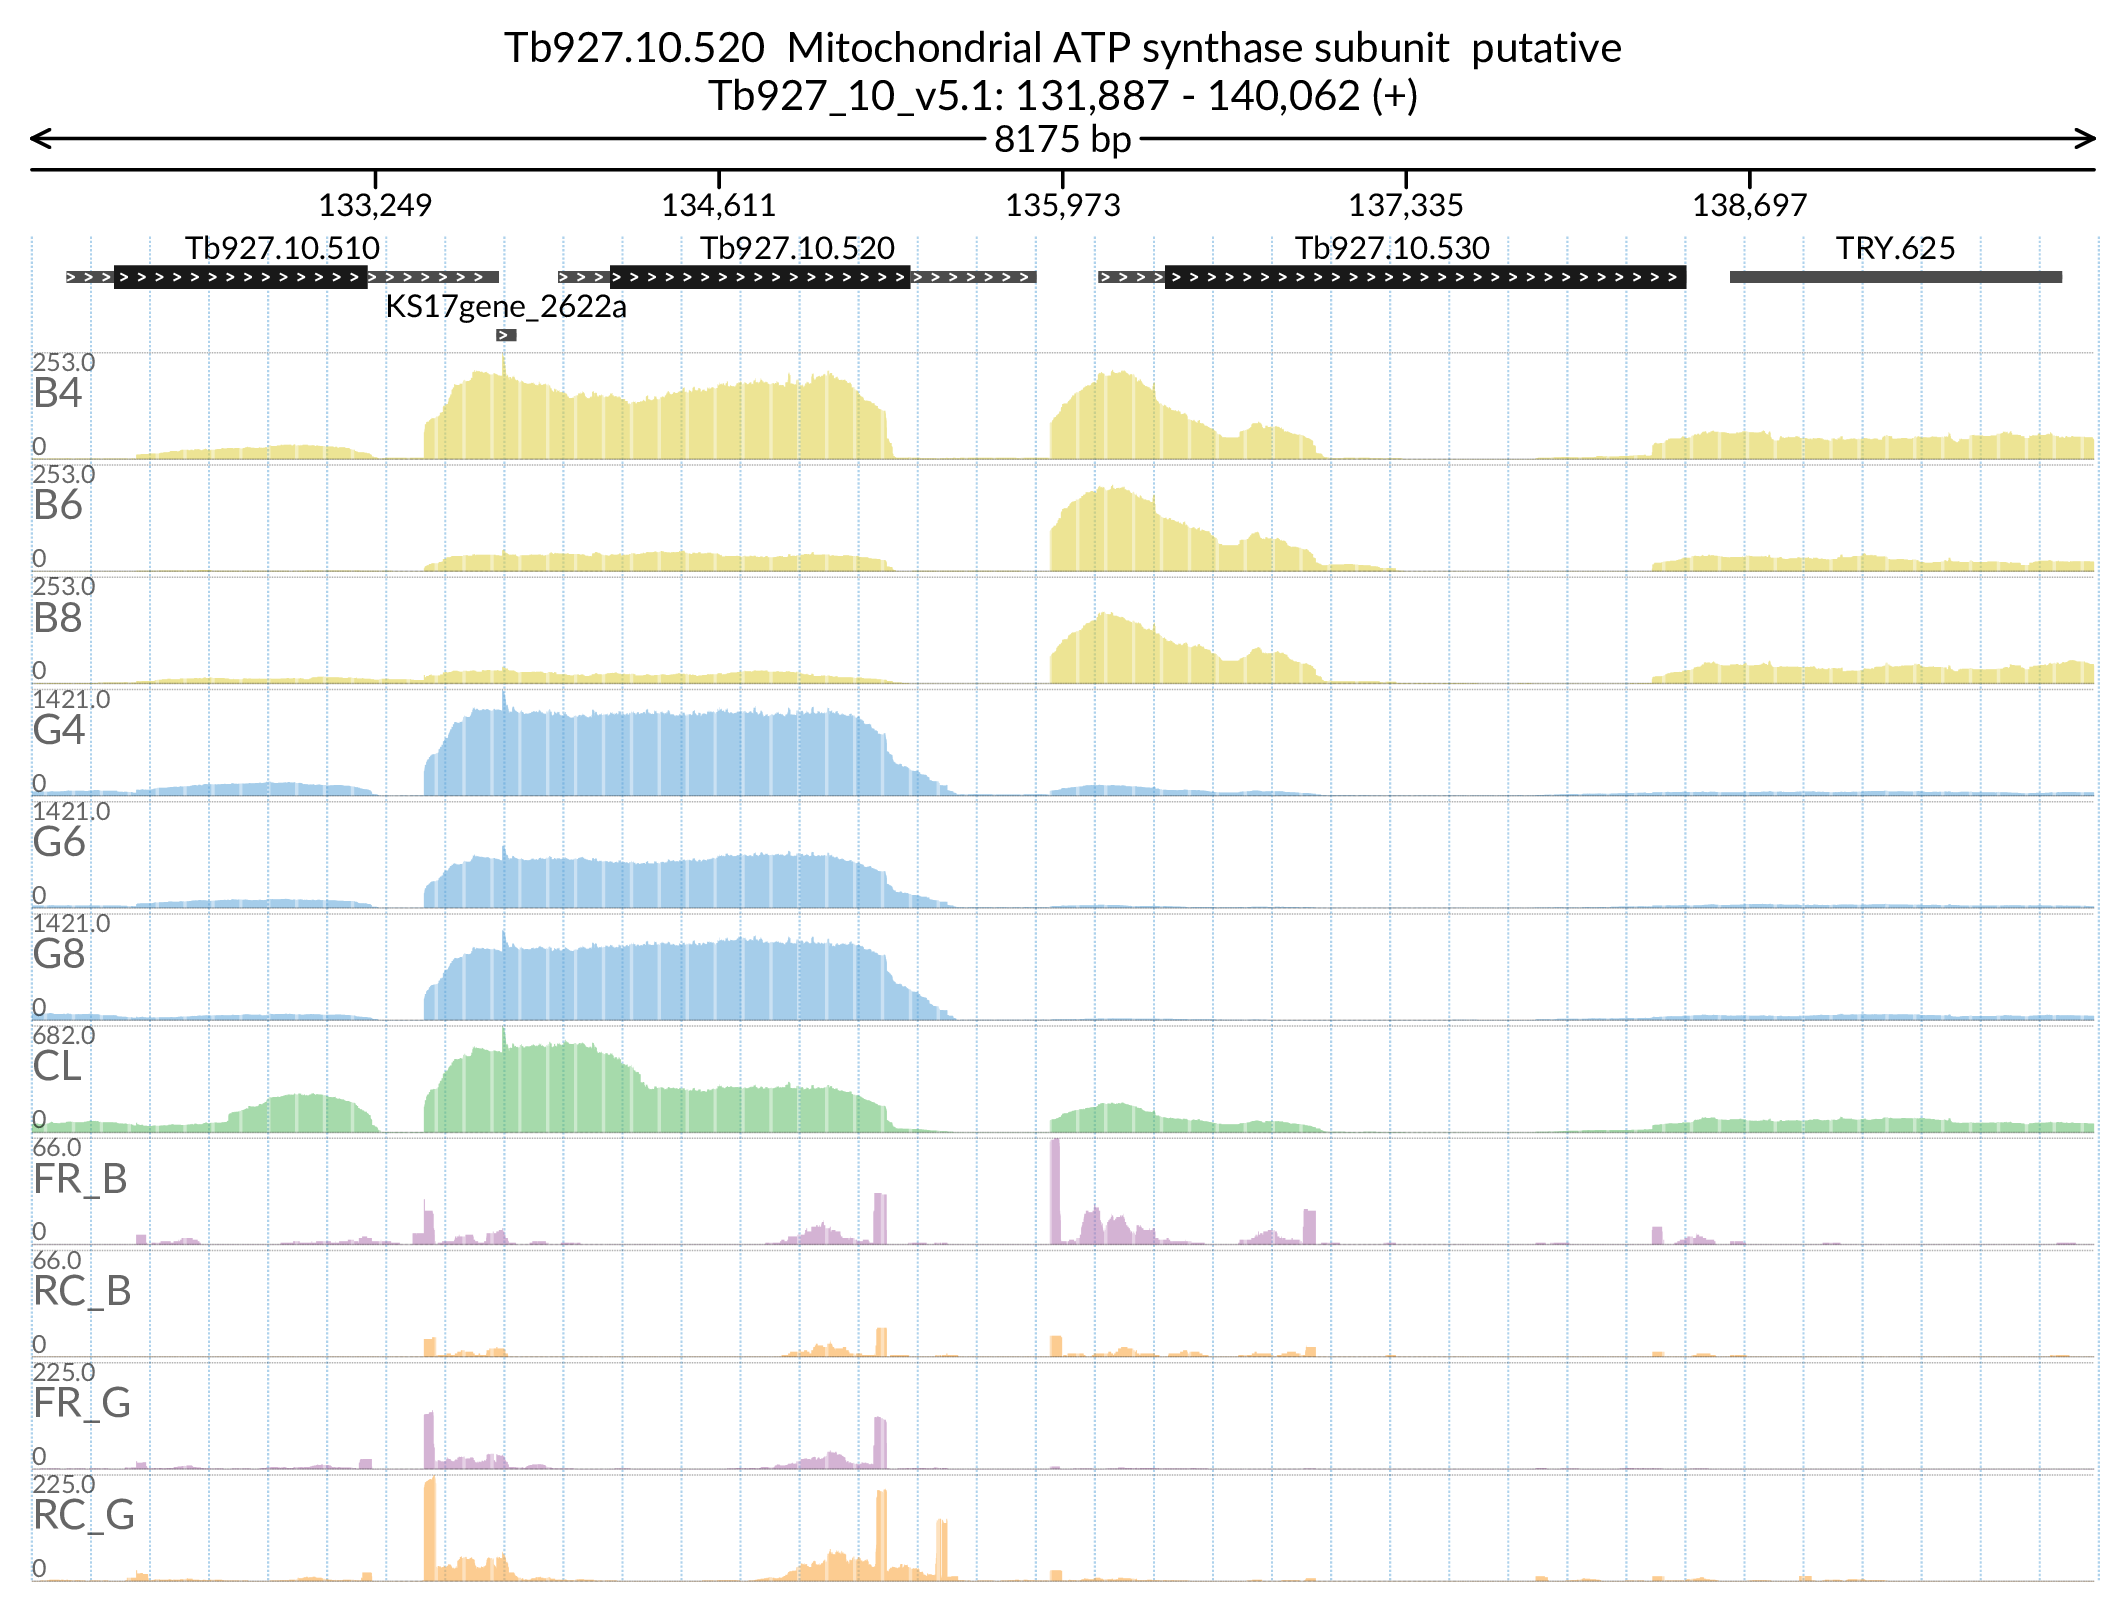 Tb927.10.520  Mitochondrial ATP synthase subunit  putative
Tb927_10_v5.1: 131,887 - 140,062 (+)
8175 bp
133,249 134,611 135,973 137,335 138,697
Tb927.10.510 Tb927.10.520 Tb927.10.530 TRY.625
KS17gene_2622a
253.0
B4
0
253.0
B6
0
253.0
B8
0
1421.0
G4
0
1421.0
G6
0
1421.0
G8
0
682.0
CL
0
66.0
FR_B
0
66.0
RC_B
0
225.0
FR_G
0
225.0
RC_G
0